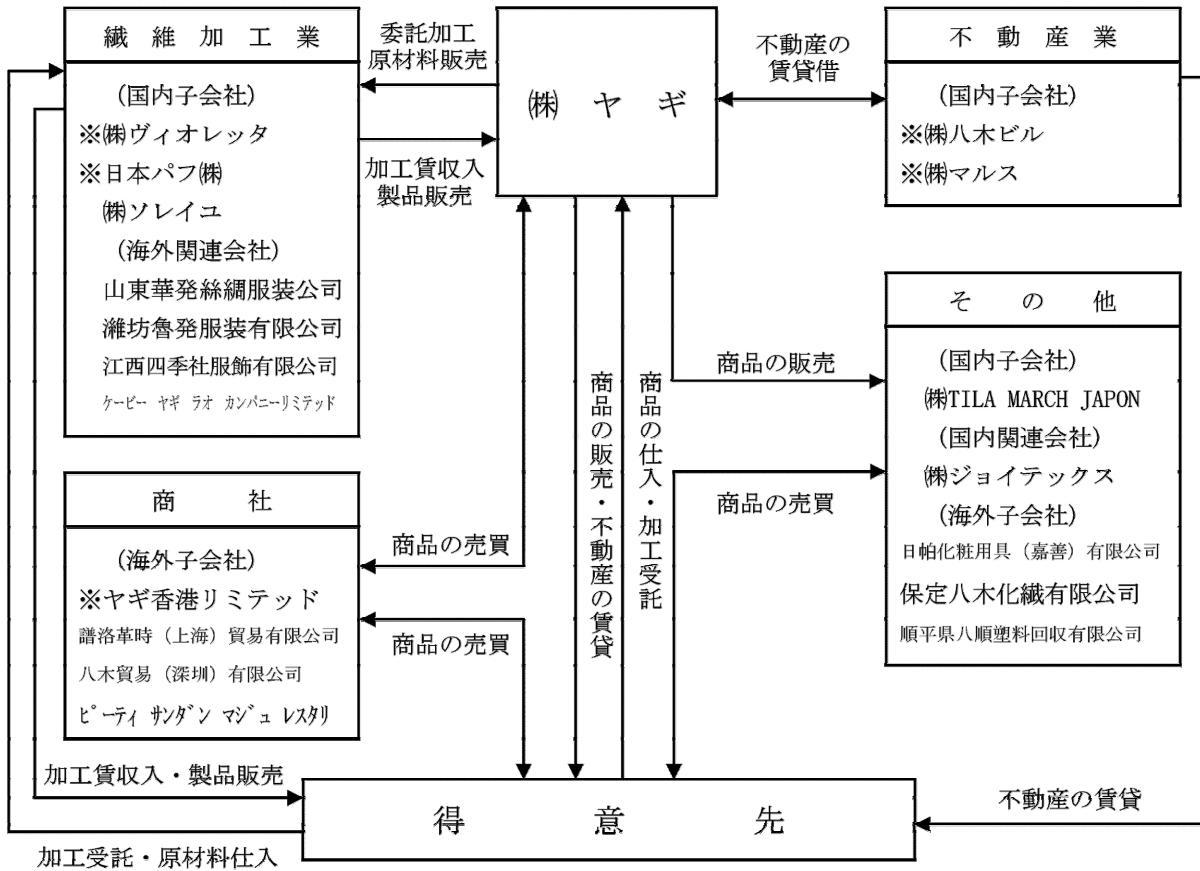 繊維加工業
(国内子会社)
※㈱ヴィオレッタ
※日本パフ㈱
㈱ソレイユ
(海外関連会社)
山東華発絲綢服装公司
濰坊魯発服装有限公司
江西四季社服飾有限公司
ケービー ヤギ ラオ カンパニーリミテッド
委託加工
原材料販売
加工賃収入
製品販売
㈱ヤギ
不動産の
賃貸借
不動産業
(国内子会社)
※㈱八木ビル
※㈱マルス
その他
(国内子会社)
㈱TILA MARCH JAPON
(国内関連会社)
㈱ジョイテックス
(海外子会社)
日帕化粧用具（嘉善）有限公司
保定八木化繊有限公司
順平県八順塑料回収有限公司
商品の販売
商品の売買
商品の販売・不動産の賃貸
商品の仕入・加工受託
商社
(海外子会社)
※ヤギ香港リミテッド
譜洛革時（上海）貿易有限公司
八木貿易（深圳）有限公司
ピーティ サンダン マジュ レスタリ
商品の売買
商品の売買
加工賃収入・製品販売
得意先
不動産の賃貸
加工受託・原材料仕入